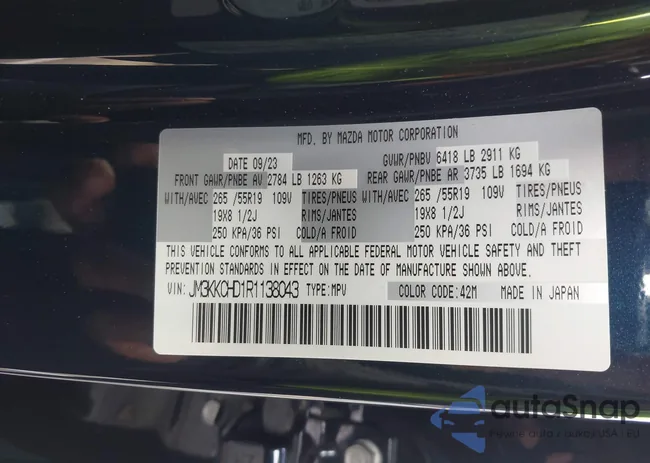 MFD. BY MAZDA MOTOR CORPORATION
DATE 09/23 GVWR/PNBV 6418 LB 2911 KG
FRONT GAWR/PNBE AV 2784 LB 1263 KG REAR GAWR/PNBE AR 3735 LB 1694 KG
WITH/AVEC 265 /55R19 109V TIRES/PNEUS WITH/AVEC 265 /55R19 109V TIRES/PNEUS
19X8 1/2J RIMS/JANTES 19X8 1/2J RIMS/JANTES
250 KPA/36 PSI COLD/A FROID 250 KPA/36 PSI COLD/A FROID
THIS VEHICLE CONFORMS TO ALL APPLICABLE FEDERAL MOTOR VEHICLE SAFETY AND THEFT
PREVENTION STANDARDS IN EFFECT ON THE DATE OF MANUFACTURE SHOWN ABOVE.
VIN: JM3KKCHD1R1138043 TYPE:MPV COLOR CODE:42M MADE IN JAPAN
autoSnap
Pewne auta z aukcji USA - EU